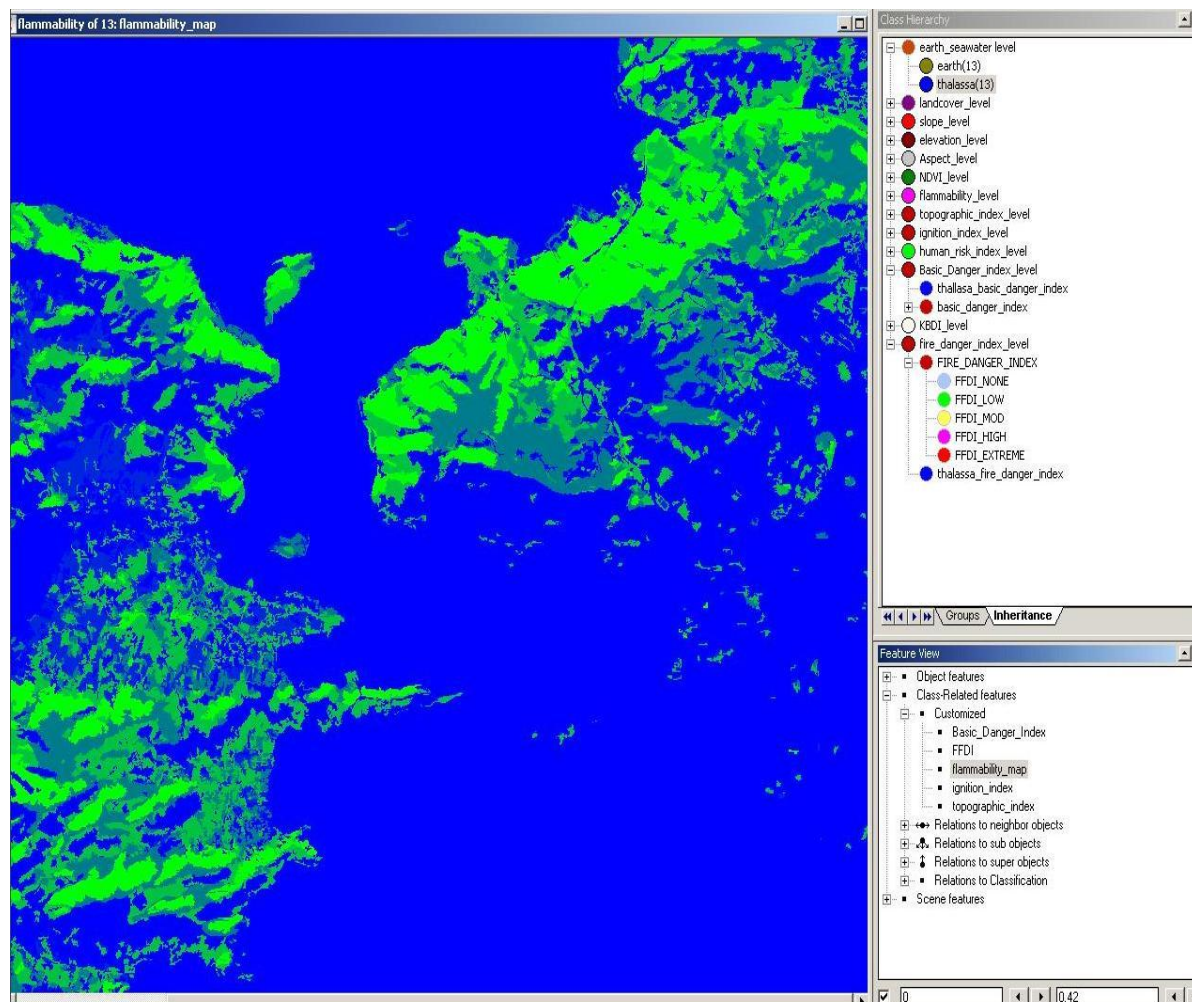 flammability of 13: flammability_map
Class Hierarchy
earth_seawater level
earth(13)
thalassa(13)
landcover_level
slope_level
elevation_level
Aspect_level
NDVI_level
flammability_level
topographic_index_level
ignition_index_level
human_risk_index_level
Basic_Danger_index_level
thallasa_basic_danger_index
basic_danger_index
KBDI_level
fire_danger_index_level
FIRE_DANGER_INDEX
FFDI_NONE
FFDI_LOW
FFDI_MOD
FFDI_HIGH
FFDI_EXTREME
thalassa_fire_danger_index
Groups Inheritance
Feature View
Object features
Class-Related features
Customized
Basic_Danger_Index
FFDI
flammability_map
ignition_index
topographic_index
Relations to neighbor objects
Relations to sub objects
Relations to super objects
Relations to Classification
Scene features
0 0.42